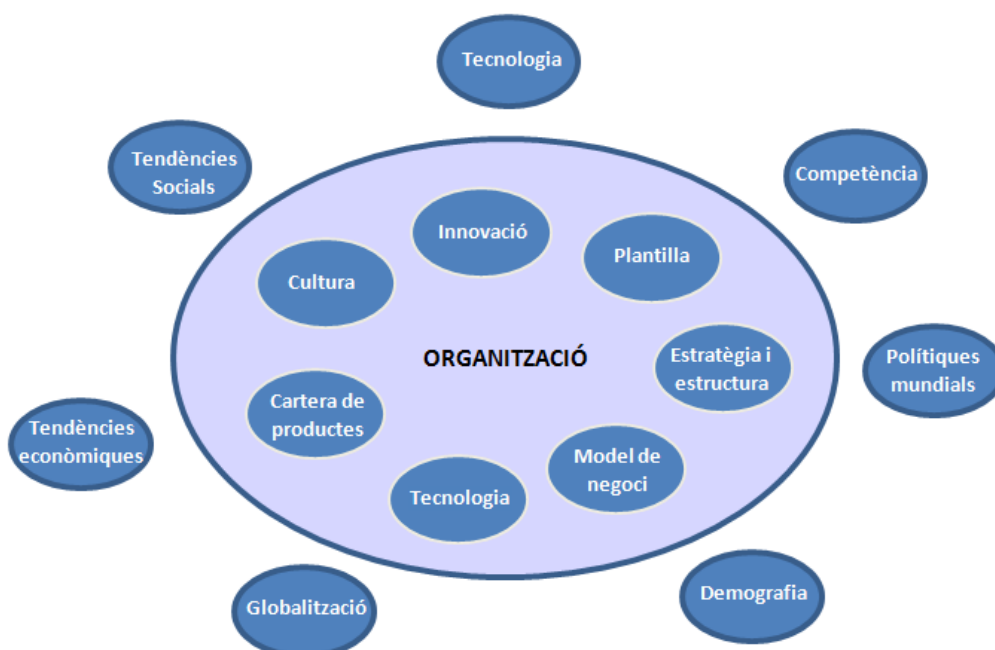 Tecnologia
Tendències
Socials
Competència
Innovació
Plantilla
Cultura
ORGANITZACIÓ
Estratègia i
estructura
Polítiques
mundials
Cartera de
productes
Tendències
econòmiques
Model de
negoci
Tecnologia
Globalització
Demografia